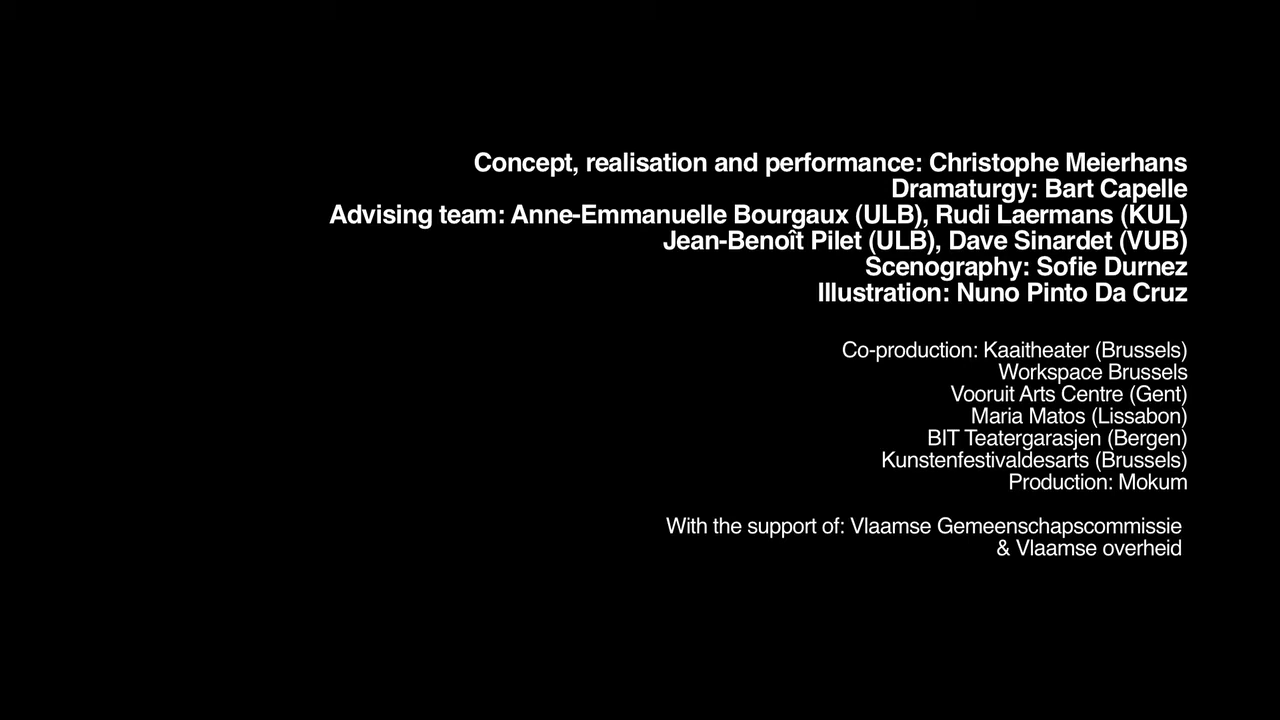 Concept, realisation and performance: Christophe Meierhans
Dramaturgy: Bart Capelle
Advising team: Anne-Emmanuelle Bourgaux (ULB), Rudi Laermans (KUL)
Jean-Benoît Pilet (ULB), Dave Sinardet (VUB)
Scenography: Sofie Durnez
Illustration: Nuno Pinto Da Cruz
Co-production: Kaaitheater (Brussels)
Workspace Brussels
Vooruit Arts Centre (Gent)
Maria Matos (Lissabon)
BIT Teatergarasjen (Bergen)
Kunstenfestivaldesarts (Brussels)
Production: Mokum
With the support of: Vlaamse Gemeenschapscommissie
& Vlaamse overheid